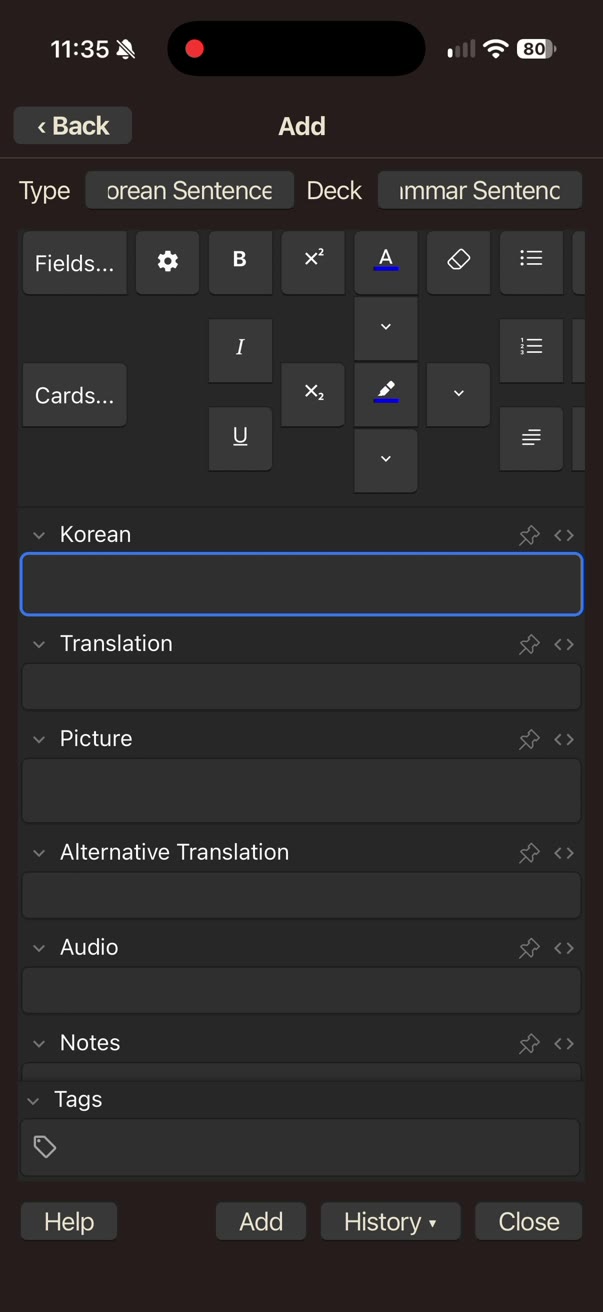 11:35
80
‹ Back
Add
Type
orean Sentence
Deck
mmar Sentenc
Fields...
B
X²
A
I
Cards...
X₂
U
Korean
Translation
Picture
Alternative Translation
Audio
Notes
Tags
Help
Add
History ▾
Close